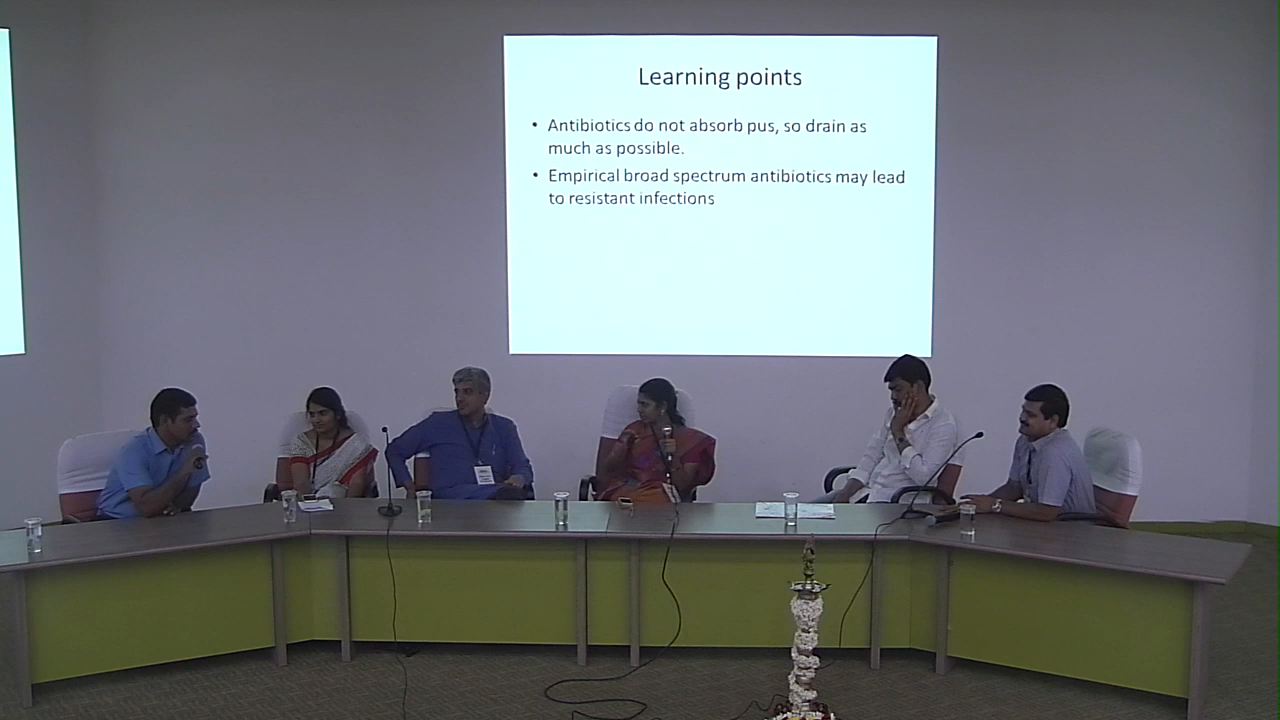 Learning points
• Antibiotics do not absorb pus, so drain as
much as possible.
• Empirical broad spectrum antibiotics may lead
to resistant infections